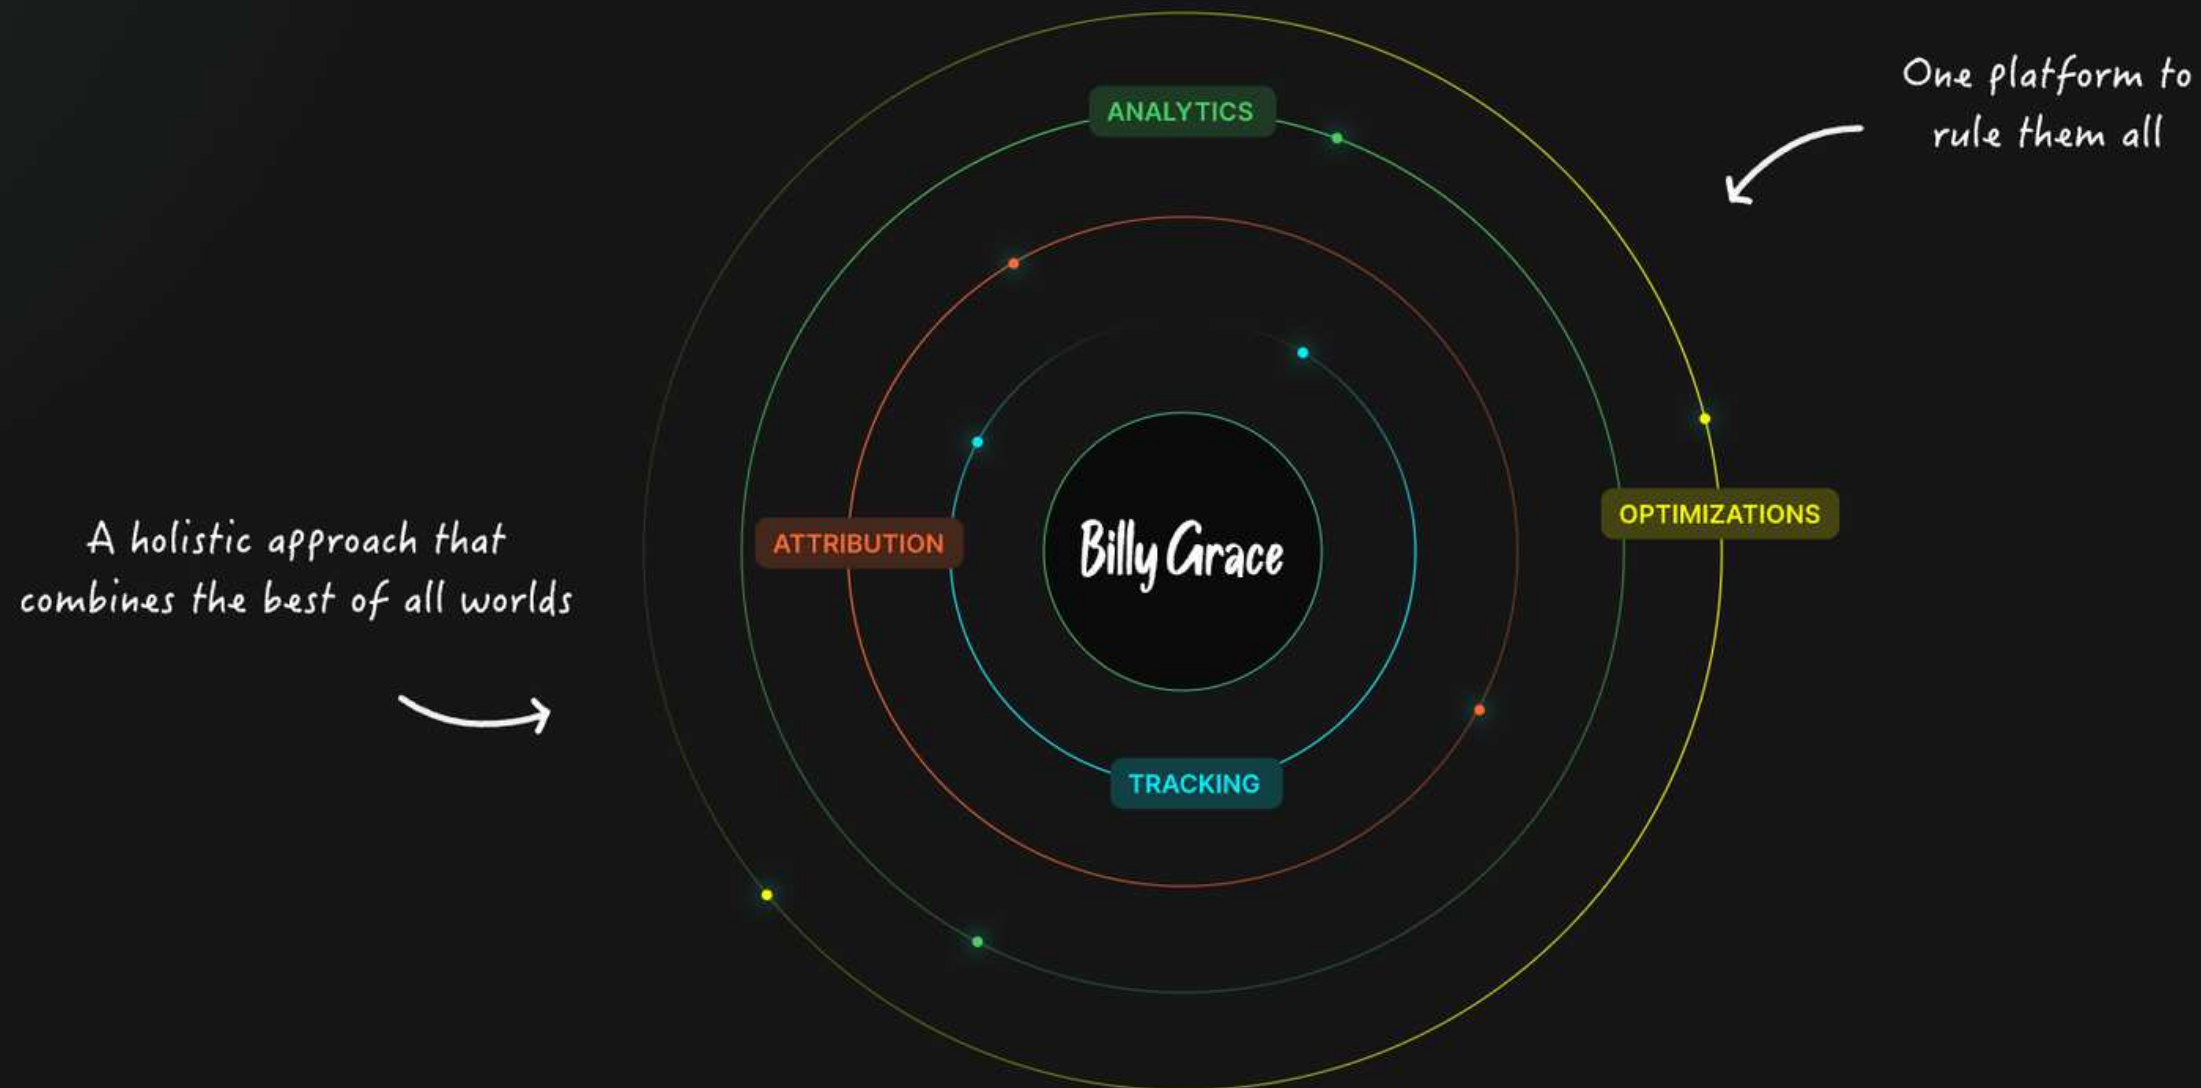 One platform to
rule them all
ANALYTICS
OPTIMIZATIONS
A holistic approach that
combines the best of all worlds
ATTRIBUTION
Billy Grace
TRACKING